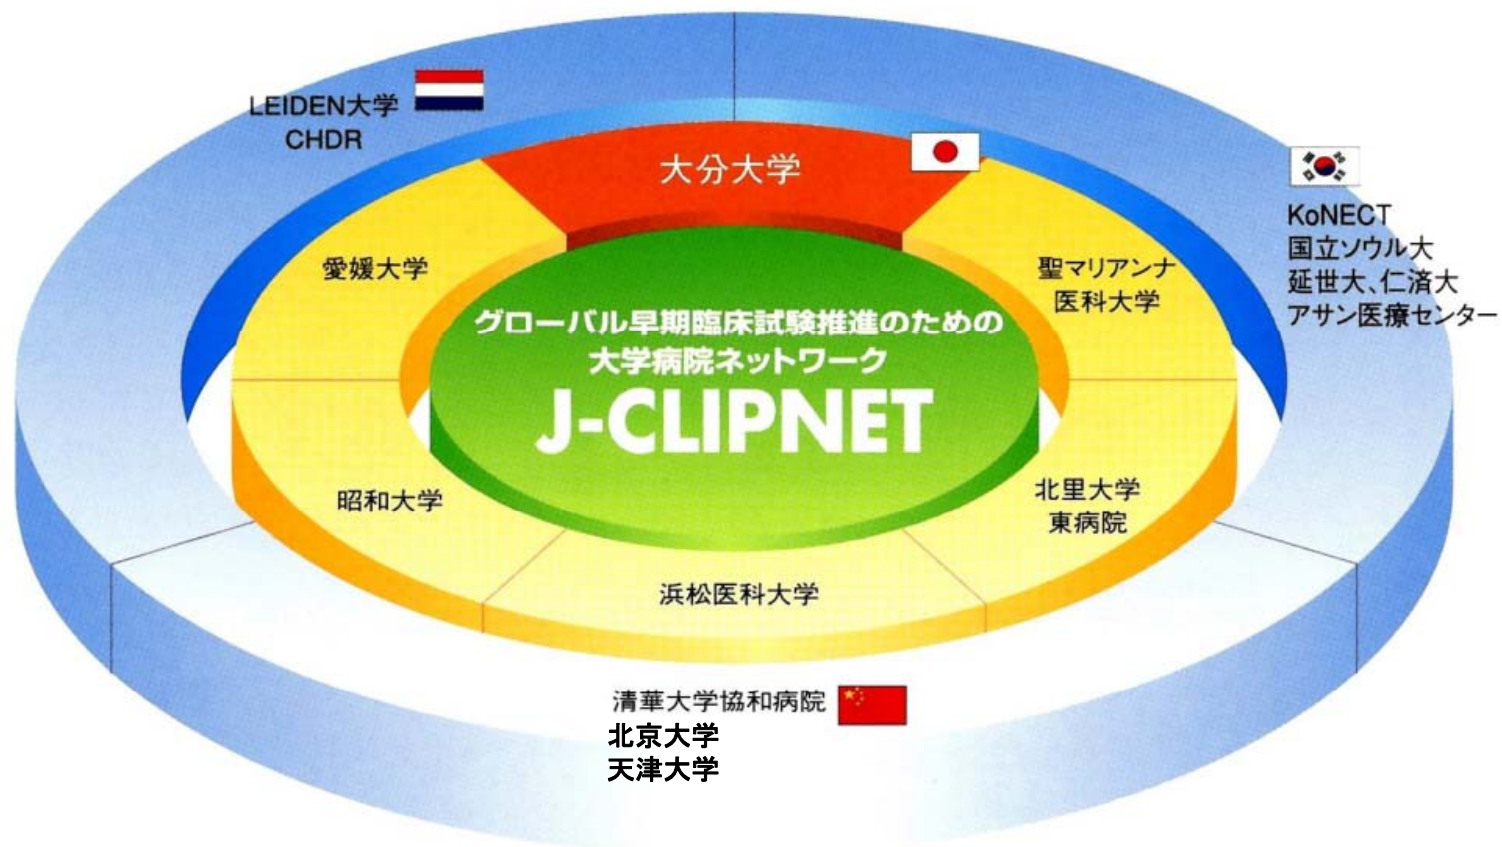 LEIDEN大学
CHDR
大分大学
KoNECT
国立ソウル大
延世大、仁済大
アサン医療センター
愛媛大学
聖マリアンナ
医科大学
グローバル早期臨床試験推進のための
大学病院ネットワーク
J-CLIPNET
昭和大学
北里大学
東病院
浜松医科大学
清華大学協和病院
北京大学
天津大学